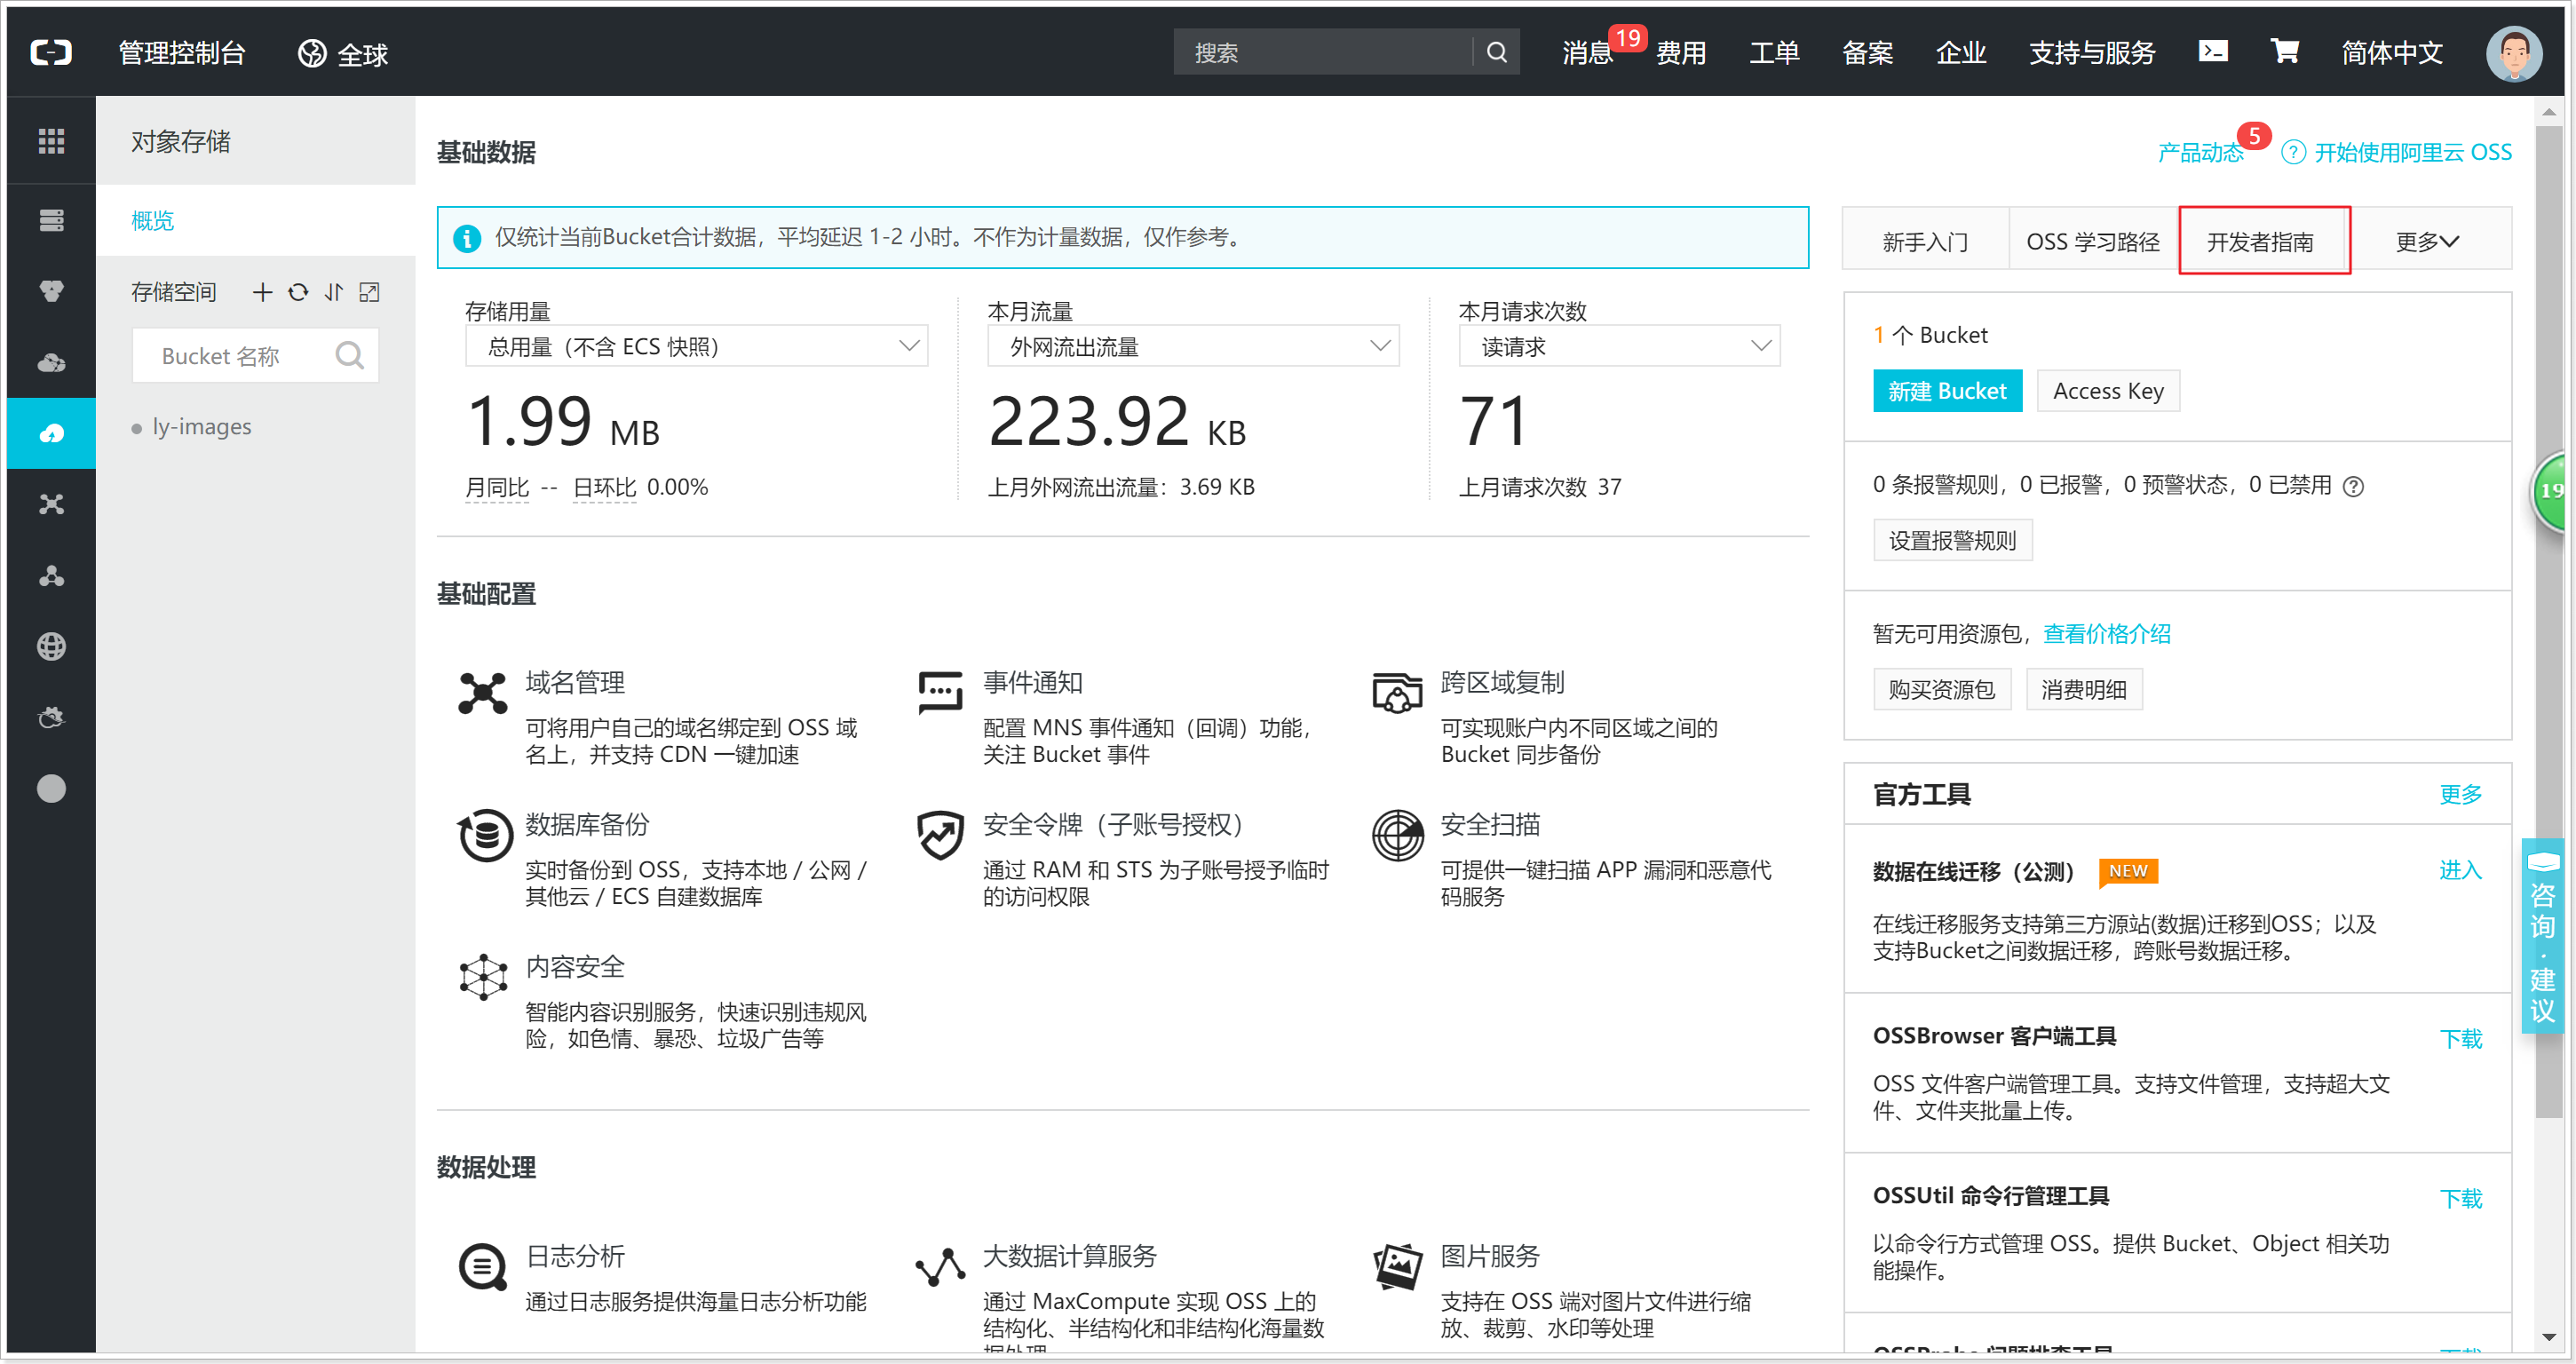 管理控制台
全球
搜索
消息 19
费用
工单
备案
企业
支持与服务
简体中文
对象存储
概览
存储空间
Bucket 名称
ly-images
基础数据
产品动态 5
开始使用阿里云 OSS
仅统计当前Bucket合计数据，平均延迟 1-2 小时。不作为计量数据，仅作参考。
新手入门
OSS 学习路径
开发者指南
更多
存储用量
总用量（不含 ECS 快照）
1.99 MB
月同比 -- 日环比 0.00%
本月流量
外网流出流量
223.92 KB
上月外网流出流量：3.69 KB
本月请求次数
读请求
71
上月请求次数 37
1 个 Bucket
新建 Bucket
Access Key
0 条报警规则，0 已报警，0 预警状态，0 已禁用
设置报警规则
暂无可用资源包，查看价格介绍
购买资源包
消费明细
基础配置
域名管理
可将用户自己的域名绑定到 OSS 域
名上，并支持 CDN 一键加速
事件通知
配置 MNS 事件通知（回调）功能，
关注 Bucket 事件
跨区域复制
可实现账户内不同区域之间的
Bucket 同步备份
数据库备份
实时备份到 OSS，支持本地 / 公网 /
其他云 / ECS 自建数据库
安全令牌（子账号授权）
通过 RAM 和 STS 为子账号授予临时
的访问权限
安全扫描
可提供一键扫描 APP 漏洞和恶意代
码服务
内容安全
智能内容识别服务，快速识别违规风
险，如色情、暴恐、垃圾广告等
数据处理
日志分析
通过日志服务提供海量日志分析功能
大数据计算服务
通过 MaxCompute 实现 OSS 上的
结构化、半结构化和非结构化海量数
据处理
图片服务
支持在 OSS 端对图片文件进行缩
放、裁剪、水印等处理
官方工具
更多
数据在线迁移（公测） NEW
进入
在线迁移服务支持第三方源站(数据)迁移到OSS；以及
支持Bucket之间数据迁移，跨账号数据迁移。
OSSBrowser 客户端工具
下载
OSS 文件客户端管理工具。支持文件管理，支持超大文
件、文件夹批量上传。
OSSUtil 命令行管理工具
下载
以命令行方式管理 OSS。提供 Bucket、Object 相关功
能操作。
OSSProbe 问题排查工具
下载
19
咨询·建议